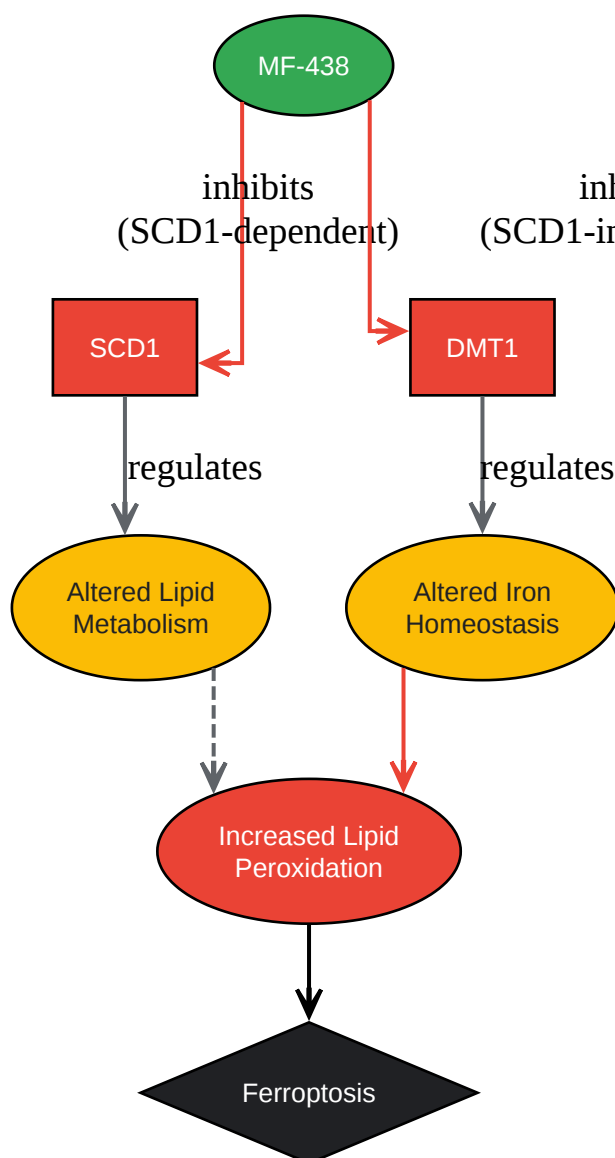 MF-438
inhibits
(SCD1-dependent)
SCD1
DMT1
regulates
regulates
Altered Lipid
Metabolism
Altered Iron
Homeostasis
Increased Lipid
Peroxidation
Ferroptosis